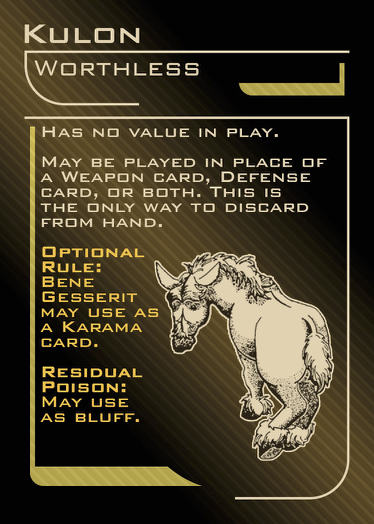 Kulon
Worthless
Has no value in play.
May be played in place of
a Weapon card, Defense
card, or both. This is
the only way to discard
from hand.
Optional
Rule:
Bene
Gesserit
may use as
a Karama
card.
Residual
Poison:
May use
as bluff.